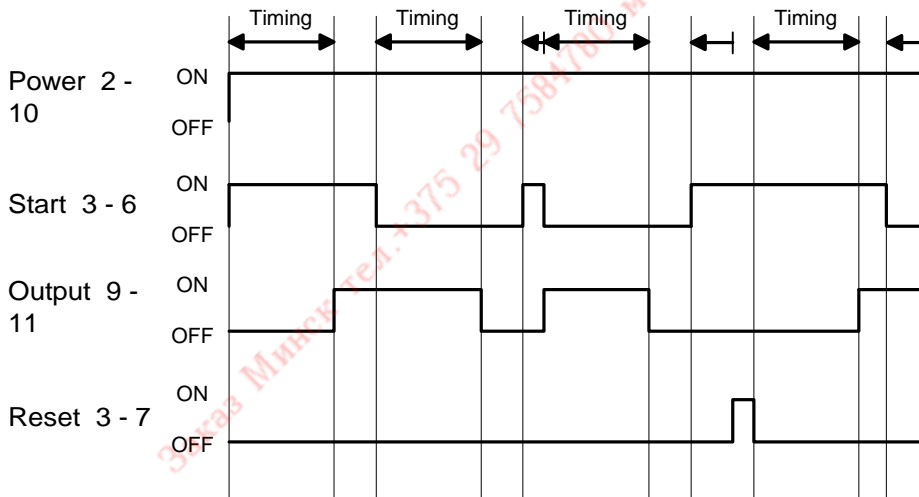 Timing Timing Timing Timing
Power 2 -
10
ON
OFF
Start 3 - 6
ON
OFF
Output 9 -
11
ON
OFF
Reset 3 - 7
ON
OFF
Заказ Минск тел.+375 29 7584780 м